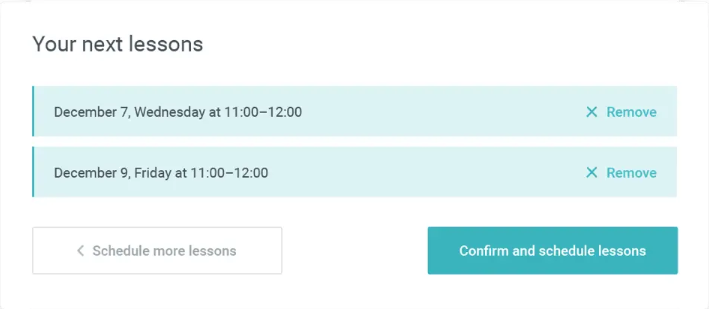 Your next lessons
December 7, Wednesday at 11:00–12:00
Remove
December 9, Friday at 11:00–12:00
Remove
Schedule more lessons
Confirm and schedule lessons